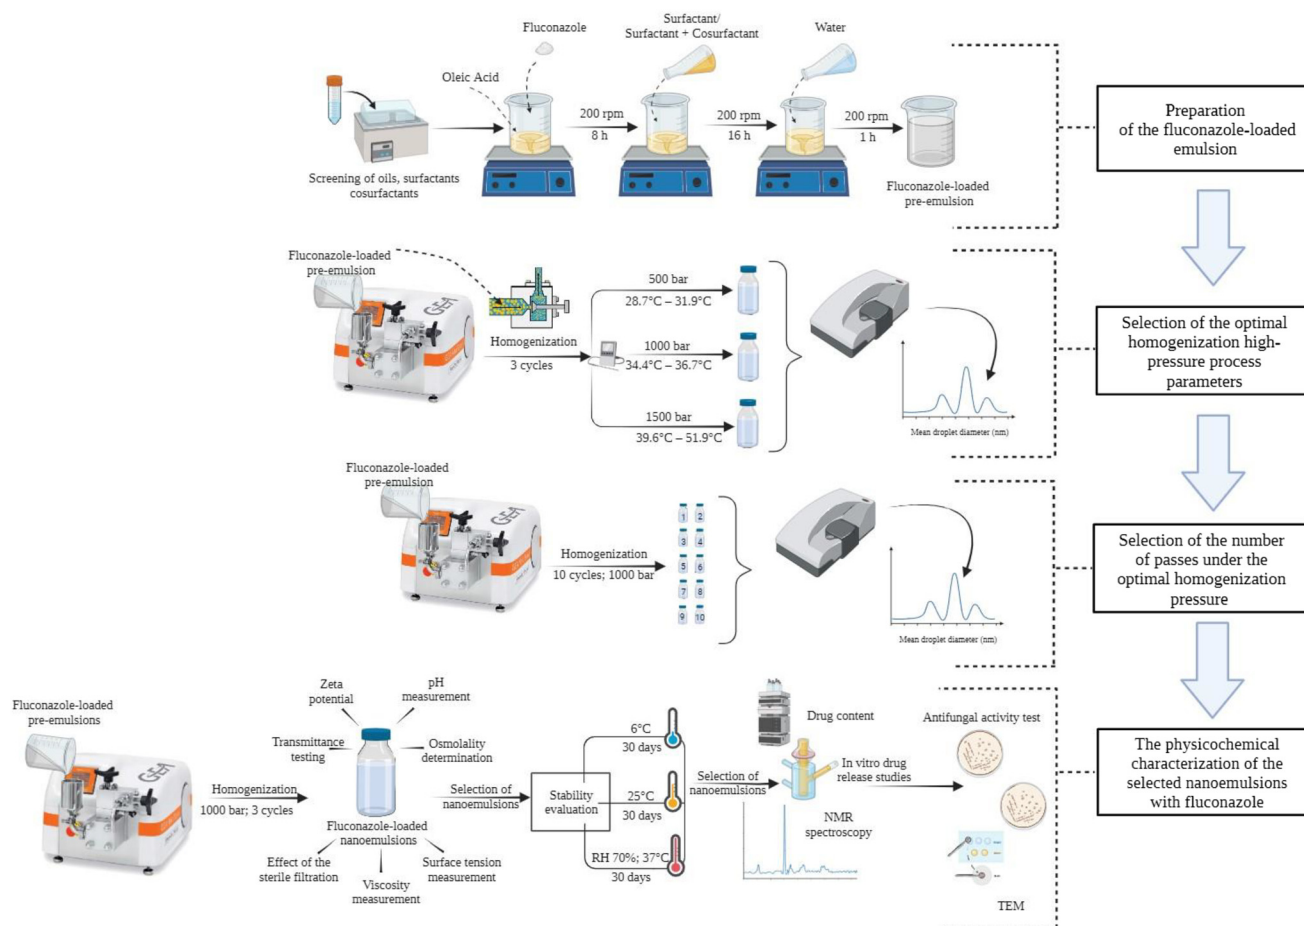 Fluconazole
Surfactant/
Surfactant + Cosurfactant
Water
Oleic Acid
200 rpm
8 h
200 rpm
16 h
200 rpm
1 h
Screening of oils, surfactants
cosurfactants
Fluconazole-loaded
pre-emulsion
Preparation
of the fluconazole-loaded
emulsion
Fluconazole-loaded
pre-emulsion
GEA
Homogenization
3 cycles
500 bar
28.7°C – 31.9°C
1000 bar
34.4°C – 36.7°C
1500 bar
39.6°C – 51.9°C
Mean droplet diameter (nm)
Selection of the optimal
homogenization high-
pressure process
parameters
Fluconazole-loaded
pre-emulsion
GEA
Homogenization
10 cycles; 1000 bar
1 2
3 4
5 6
7 8
9 10
Mean droplet diameter (nm)
Selection of the number
of passes under the
optimal homogenization
pressure
Fluconazole-loaded
pre-emulsions
GEA
Homogenization
1000 bar; 3 cycles
Zeta
potential
pH
measurement
Transmittance
testing
Osmolality
determination
Fluconazole-loaded
nanoemulsions
Effect of the
sterile filtration
Viscosity
measurement
Surface tension
measurement
Selection of
nanoemulsions
Stability
evaluation
6°C
30 days
25°C
30 days
RH 70%; 37°C
30 days
Selection of
nanoemulsions
Drug content
In vitro drug
release studies
NMR
spectroscopy
Antifungal activity test
TEM
The physicochemical
characterization of the
selected nanoemulsions
with fluconazole